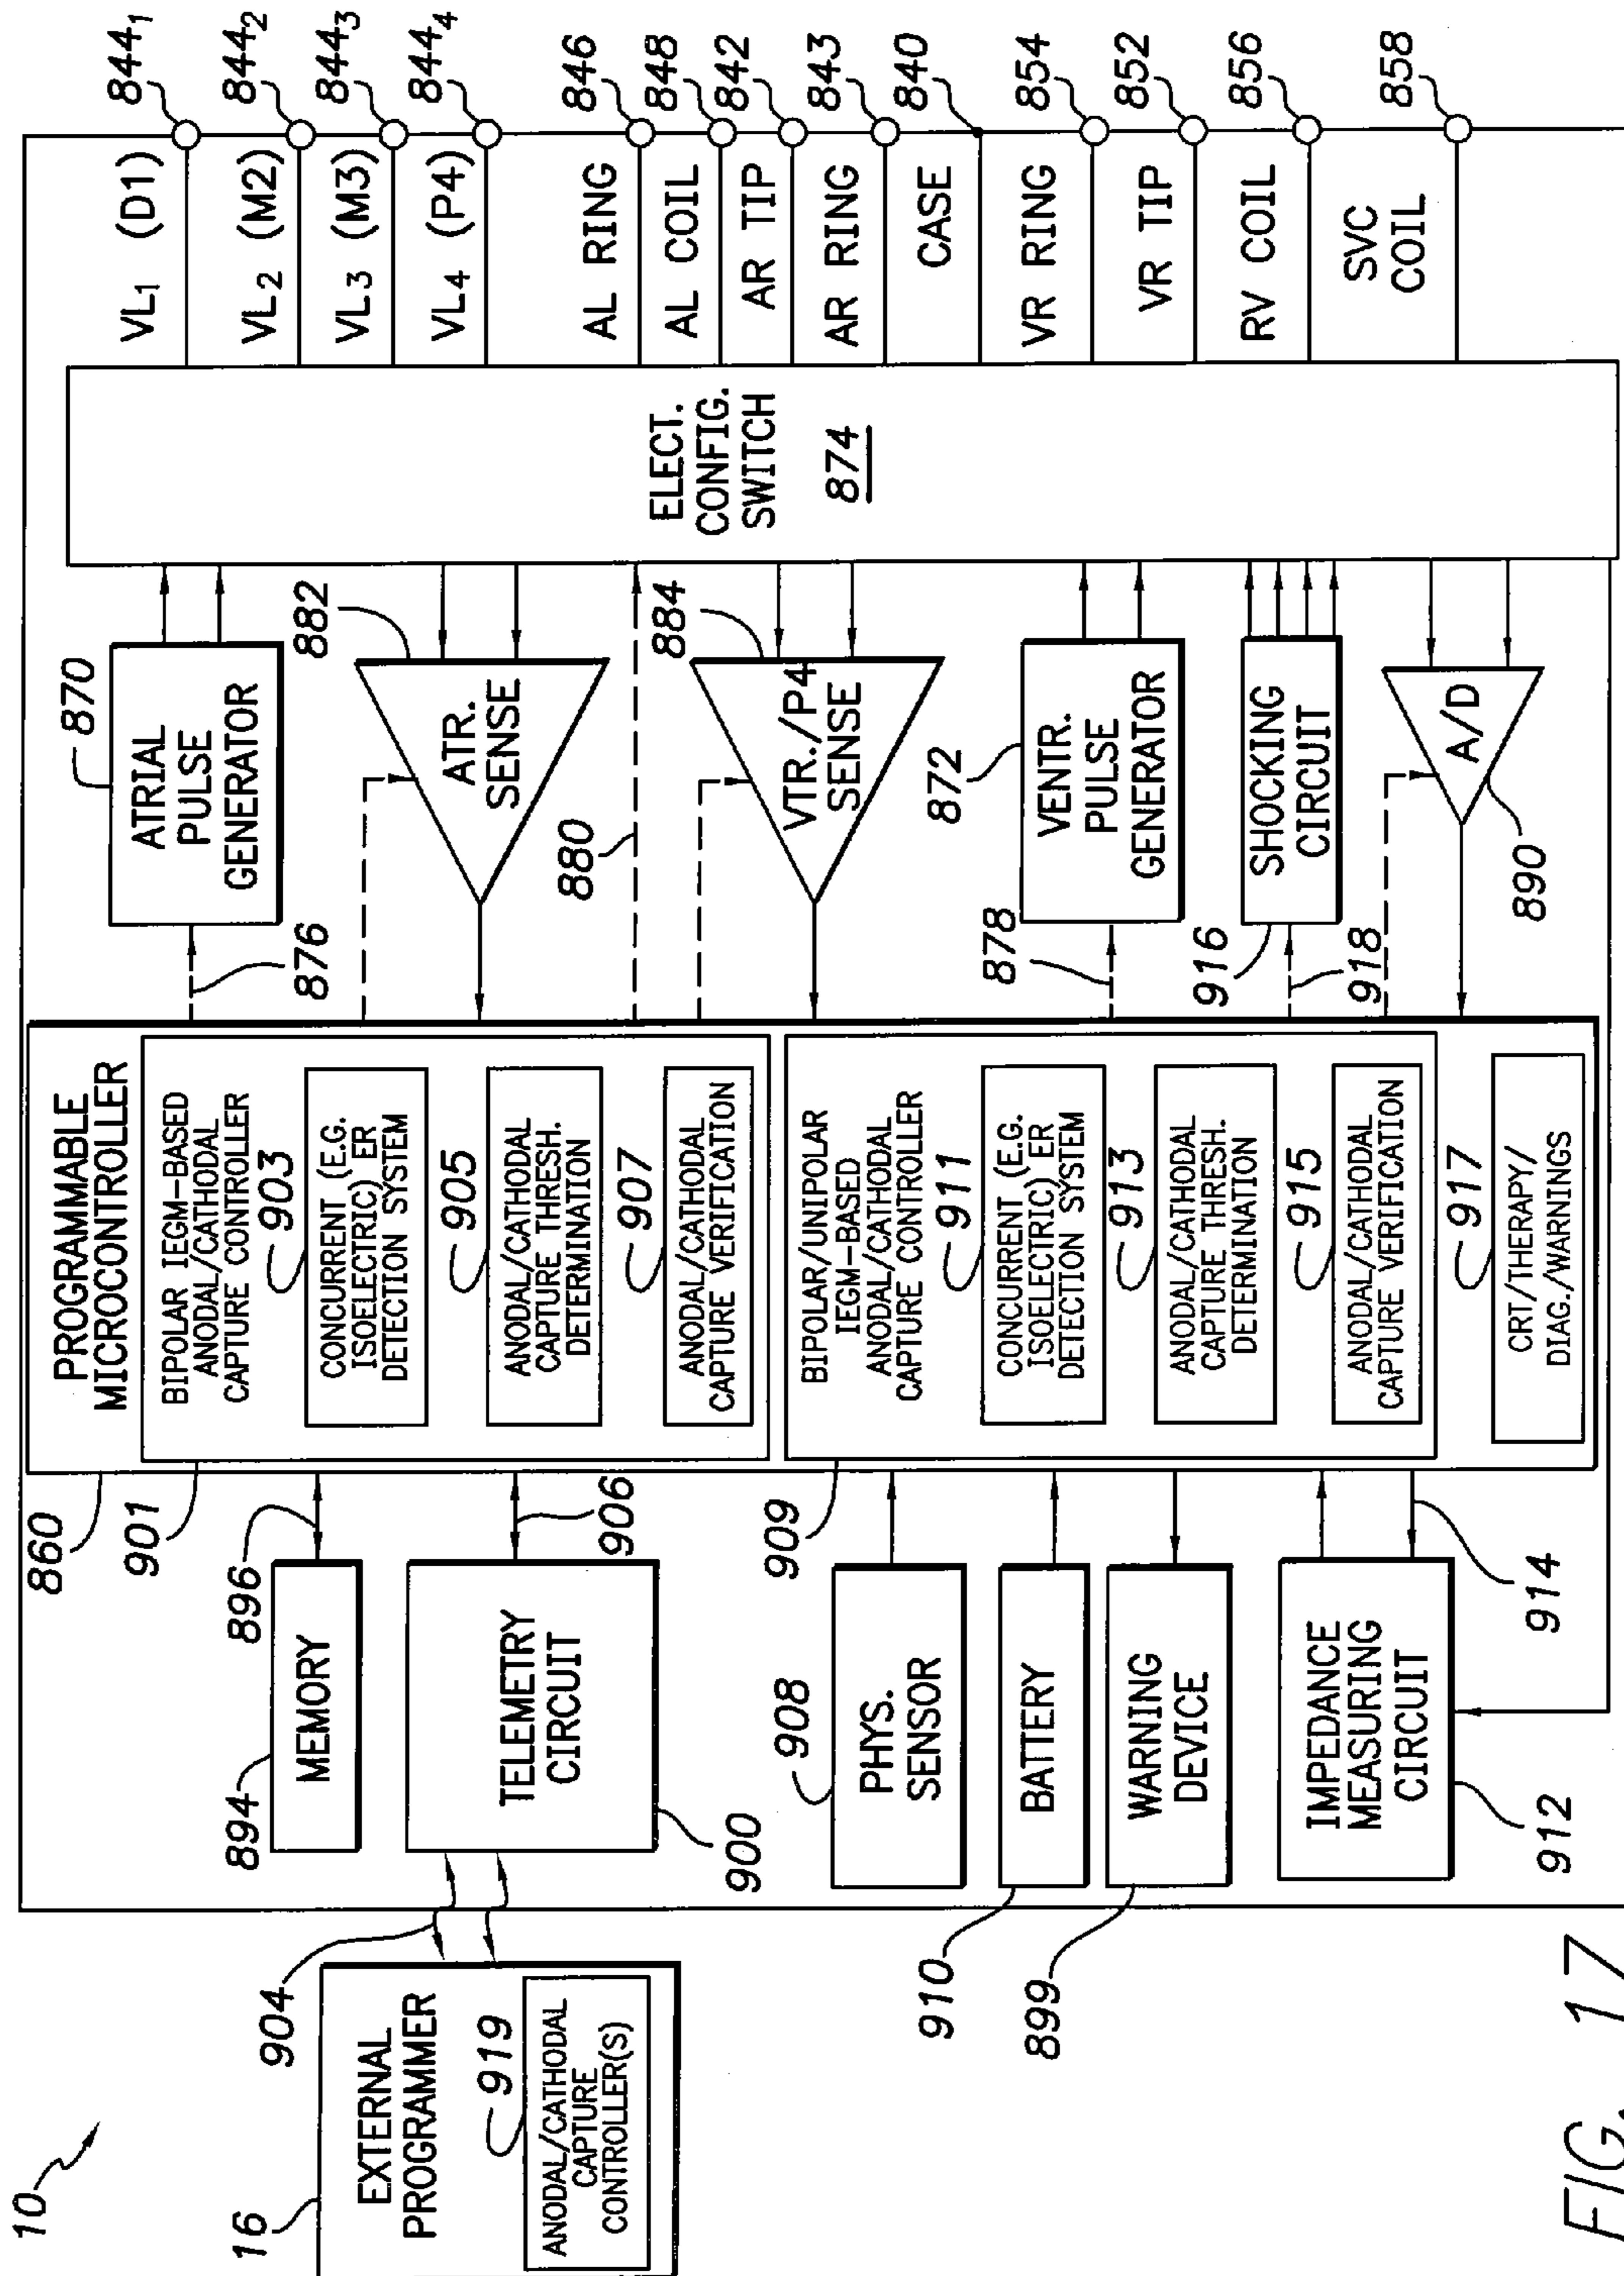 10
16
EXTERNAL
PROGRAMMER
919
ANODAL/CATHODAL
CAPTURE
CONTROLLER(S)
904
894
MEMORY
896
TELEMETRY
CIRCUIT
900
906
908
PHYS.
SENSOR
910
BATTERY
899
WARNING
DEVICE
IMPEDANCE
MEASURING
CIRCUIT
912
914
860
901
909
PROGRAMMABLE
MICROCONTROLLER
BIPOLAR IEGM-BASED
ANODAL/CATHODAL
CAPTURE CONTROLLER
903
CONCURRENT (E.G.
ISOELECTRIC) ER
DETECTION SYSTEM
905
ANODAL/CATHODAL
CAPTURE THRESH.
DETERMINATION
907
ANODAL/CATHODAL
CAPTURE VERIFICATION
BIPOLAR/UNIPOLAR
IEGM-BASED
ANODAL/CATHODAL
CAPTURE CONTROLLER
911
CONCURRENT (E.G.
ISOELECTRIC) ER
DETECTION SYSTEM
913
ANODAL/CATHODAL
CAPTURE THRESH.
DETERMINATION
915
ANODAL/CATHODAL
CAPTURE VERIFICATION
917
CRT/THERAPY/
DIAG./WARNINGS
870
ATRIAL
PULSE
GENERATOR
876
882
ATR.
SENSE
880
884
VTR./P4
SENSE
872
VENTR.
PULSE
GENERATOR
878
SHOCKING
CIRCUIT
916
918
A/D
890
ELECT.
CONFIG.
SWITCH
874
VL1 (D1)
8441
VL2 (M2)
8442
VL3 (M3)
8443
VL4 (P4)
8444
AL RING
846
AL COIL
848
AR TIP
842
AR RING
843
CASE
840
VR RING
854
VR TIP
852
RV COIL
856
SVC
COIL
858
FIG. 17